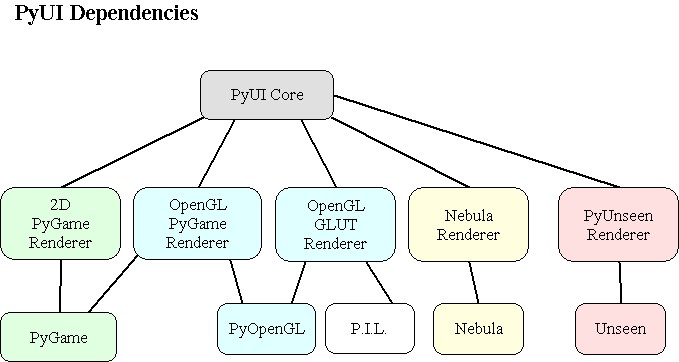 PyUI Dependencies
PyUI Core
2D
PyGame
Renderer
OpenGL
PyGame
Renderer
OpenGL
GLUT
Renderer
Nebula
Renderer
PyUnseen
Renderer
PyGame
PyOpenGL
P.I.L.
Nebula
Unseen